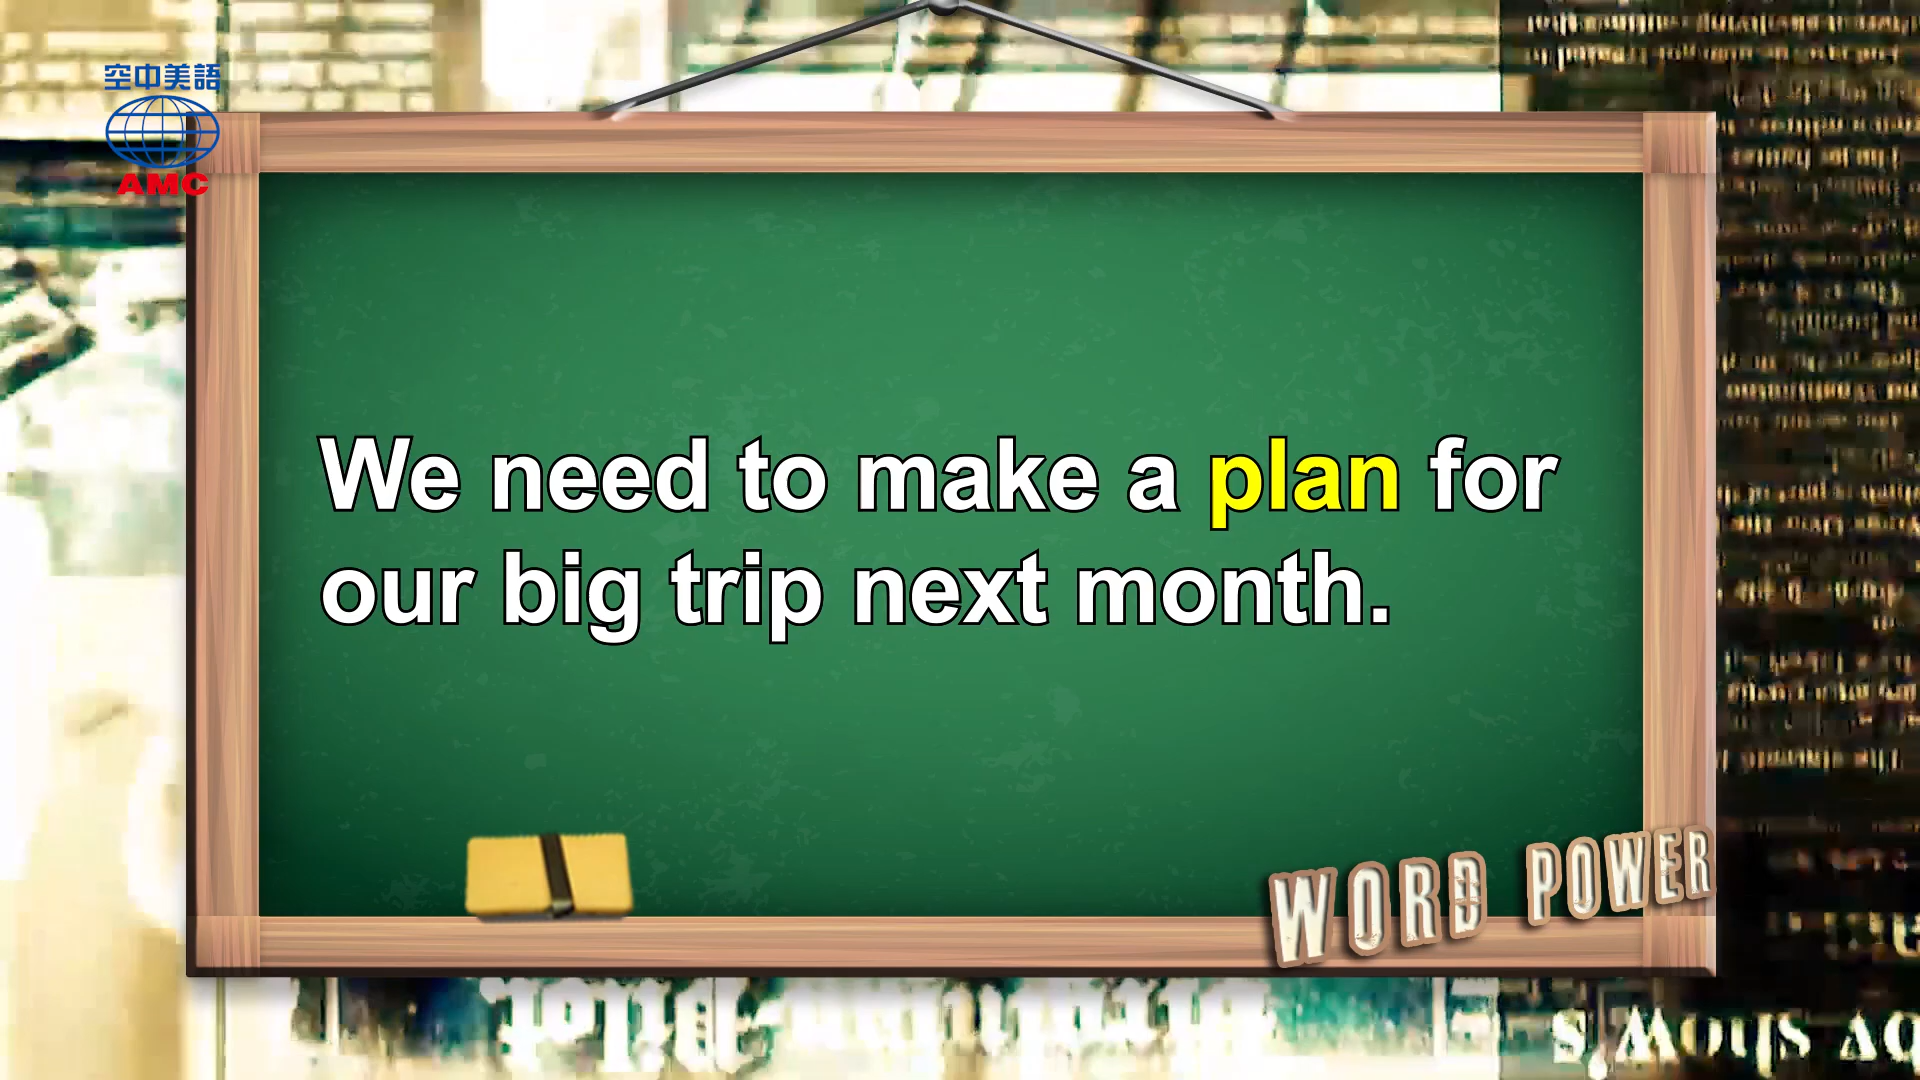 空中美語
AMC
We need to make a plan for
our big trip next month.
WORD POWER